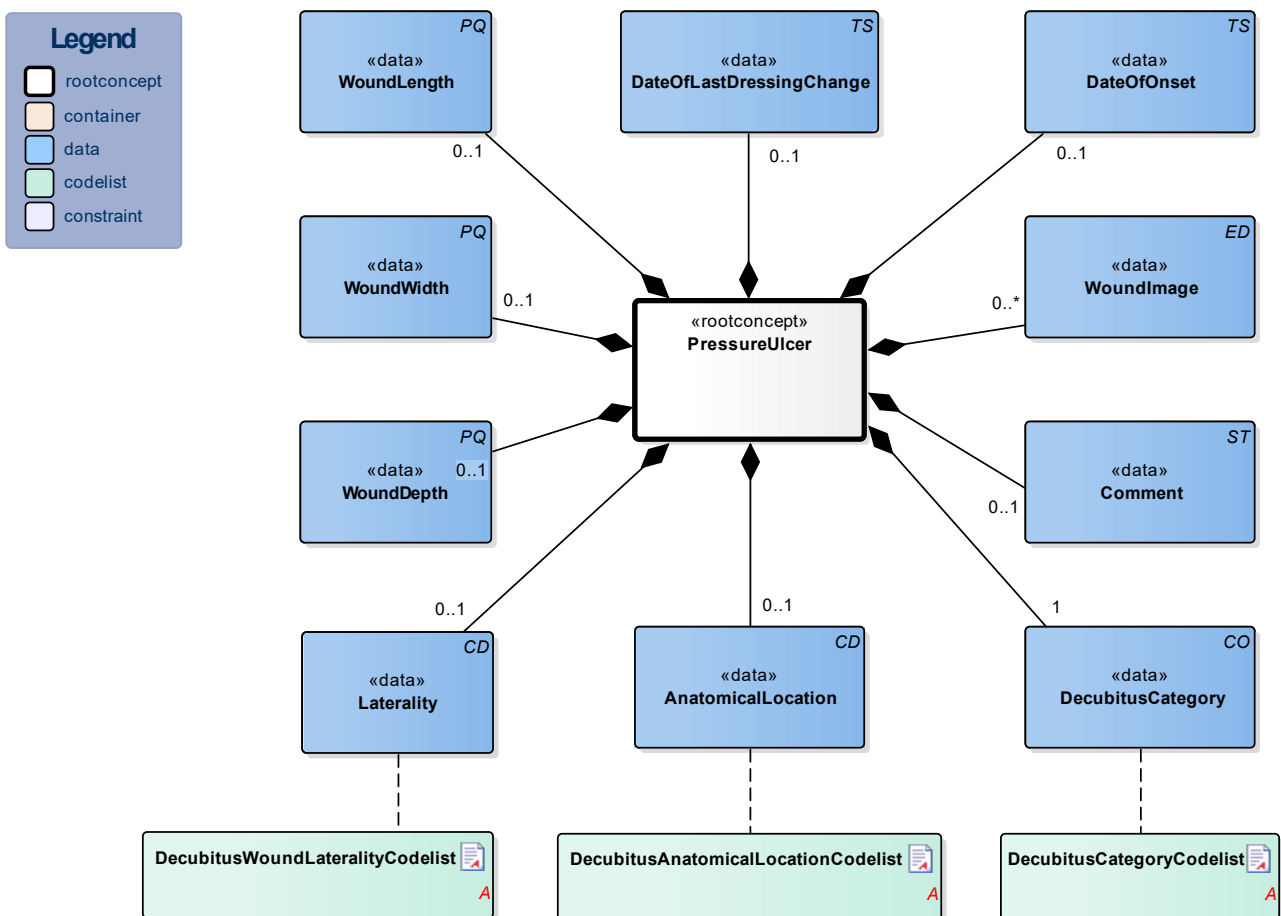 Legend
rootconcept
container
data
codelist
constraint
PQ
«data»
WoundLength
0..1
TS
«data»
DateOfLastDressingChange
0..1
TS
«data»
DateOfOnset
0..1
PQ
«data»
WoundWidth
0..1
«rootconcept»
PressureUlcer
ED
«data»
WoundImage
0..*
PQ
«data»
WoundDepth
0..1
ST
«data»
Comment
0..1
0..1
CD
«data»
Laterality
0..1
CD
«data»
AnatomicalLocation
1
CO
«data»
DecubitusCategory
DecubitusWoundLateralityCodelist
A
DecubitusAnatomicalLocationCodelist
A
DecubitusCategoryCodelist
A